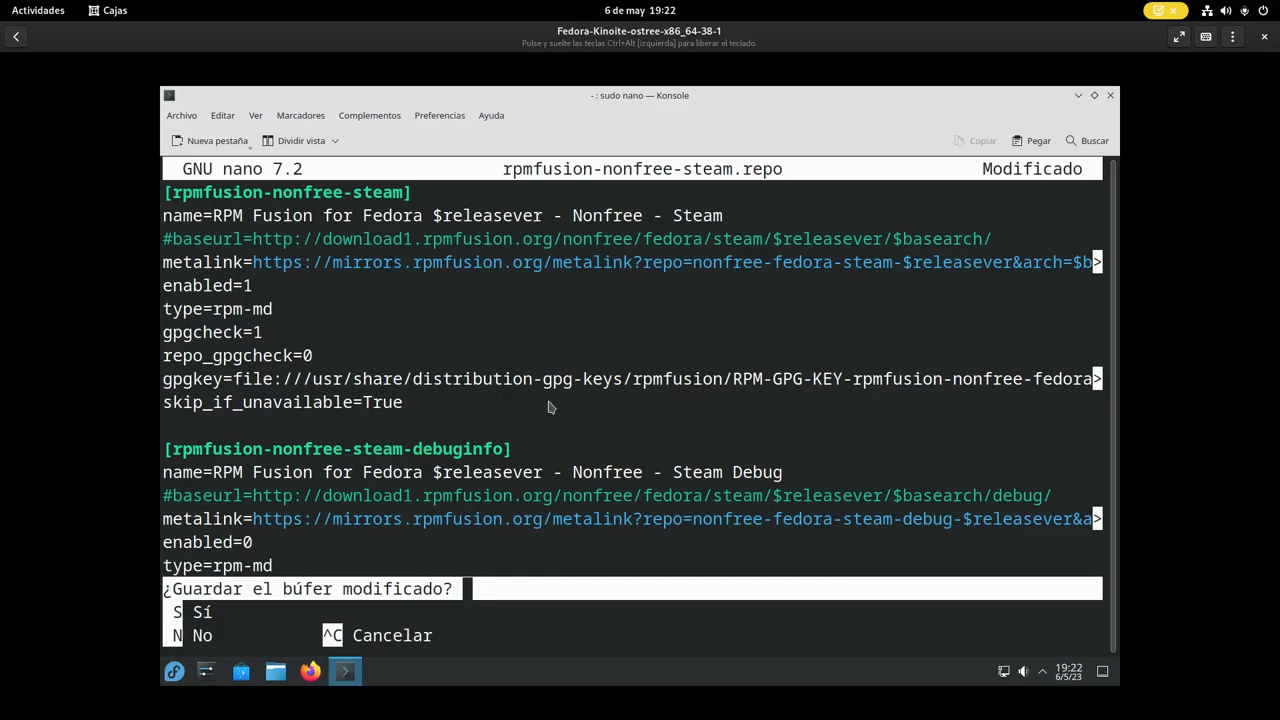 Actividades Cajas 6 de may 19:22
Fedora-Kinoite-ostree-x86_64-38-1
Pulse y suelte las teclas Ctrl+Alt [izquierda] para liberar el teclado.
- : sudo nano — Konsole
Archivo Editar Ver Marcadores Complementos Preferencias Ayuda
Nueva pestaña Dividir vista Copiar Pegar Buscar
GNU nano 7.2 rpmfusion-nonfree-steam.repo Modificado
[rpmfusion-nonfree-steam]
name=RPM Fusion for Fedora $releasever - Nonfree - Steam
#baseurl=http://download1.rpmfusion.org/nonfree/fedora/steam/$releasever/$basearch/
metalink=https://mirrors.rpmfusion.org/metalink?repo=nonfree-fedora-steam-$releasever&arch=$b>
enabled=1
type=rpm-md
gpgcheck=1
repo_gpgcheck=0
gpgkey=file:///usr/share/distribution-gpg-keys/rpmfusion/RPM-GPG-KEY-rpmfusion-nonfree-fedora>
skip_if_unavailable=True
[rpmfusion-nonfree-steam-debuginfo]
name=RPM Fusion for Fedora $releasever - Nonfree - Steam Debug
#baseurl=http://download1.rpmfusion.org/nonfree/fedora/steam/$releasever/$basearch/debug/
metalink=https://mirrors.rpmfusion.org/metalink?repo=nonfree-fedora-steam-debug-$releasever&a>
enabled=0
type=rpm-md
¿Guardar el búfer modificado?
S Sí
N No ^C Cancelar
19:22
6/5/23